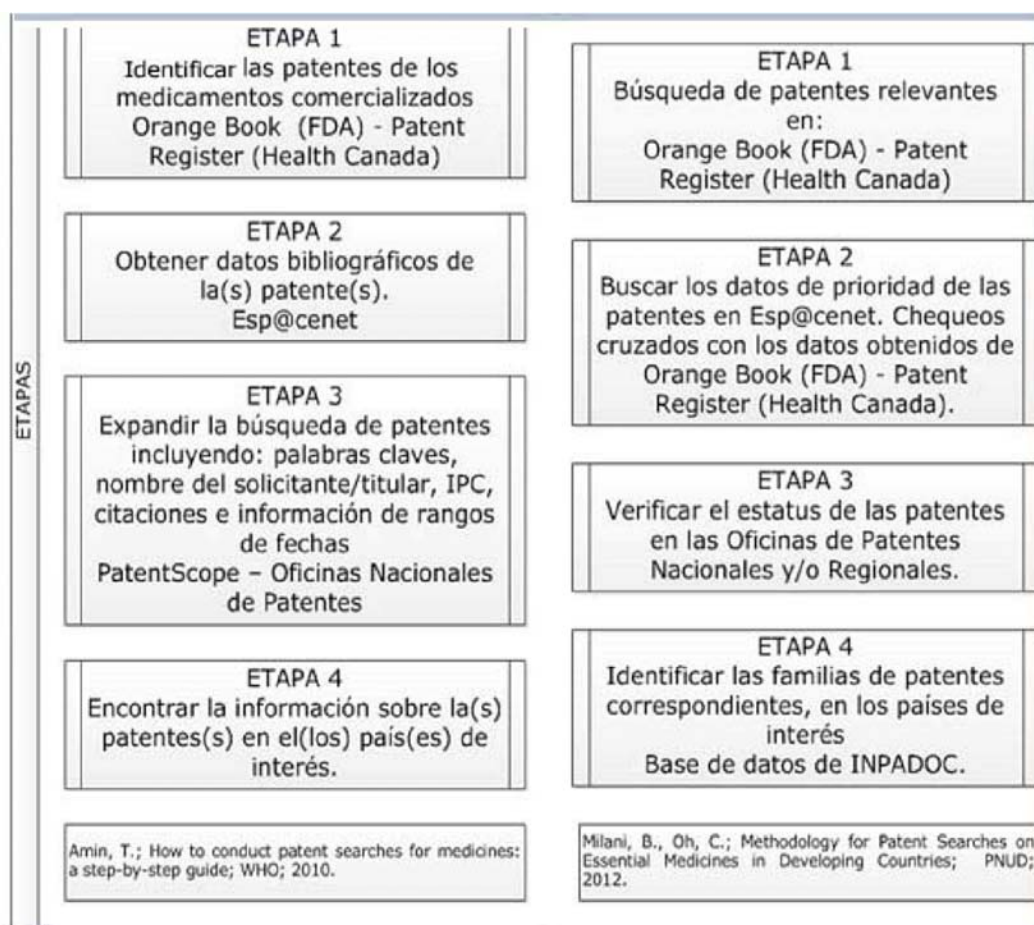 ETAPAS
ETAPA 1
Identificar las patentes de los
medicamentos comercializados
Orange Book (FDA) - Patent
Register (Health Canada)
ETAPA 2
Obtener datos bibliográficos de
la(s) patente(s).
Esp@cenet
ETAPA 3
Expandir la búsqueda de patentes
incluyendo: palabras claves,
nombre del solicitante/titular, IPC,
citaciones e información de rangos
de fechas
PatentScope – Oficinas Nacionales
de Patentes
ETAPA 4
Encontrar la información sobre la(s)
patentes(s) en el(los) país(es) de
interés.
Amin, T.; How to conduct patent searches for medicines:
a step-by-step guide; WHO; 2010.
ETAPA 1
Búsqueda de patentes relevantes
en:
Orange Book (FDA) - Patent
Register (Health Canada)
ETAPA 2
Buscar los datos de prioridad de las
patentes en Esp@cenet. Chequeos
cruzados con los datos obtenidos de
Orange Book (FDA) - Patent
Register (Health Canada).
ETAPA 3
Verificar el estatus de las patentes
en las Oficinas de Patentes
Nacionales y/o Regionales.
ETAPA 4
Identificar las familias de patentes
correspondientes, en los países de
interés
Base de datos de INPADOC.
Milani, B., Oh, C.; Methodology for Patent Searches on
Essential Medicines in Developing Countries; PNUD;
2012.